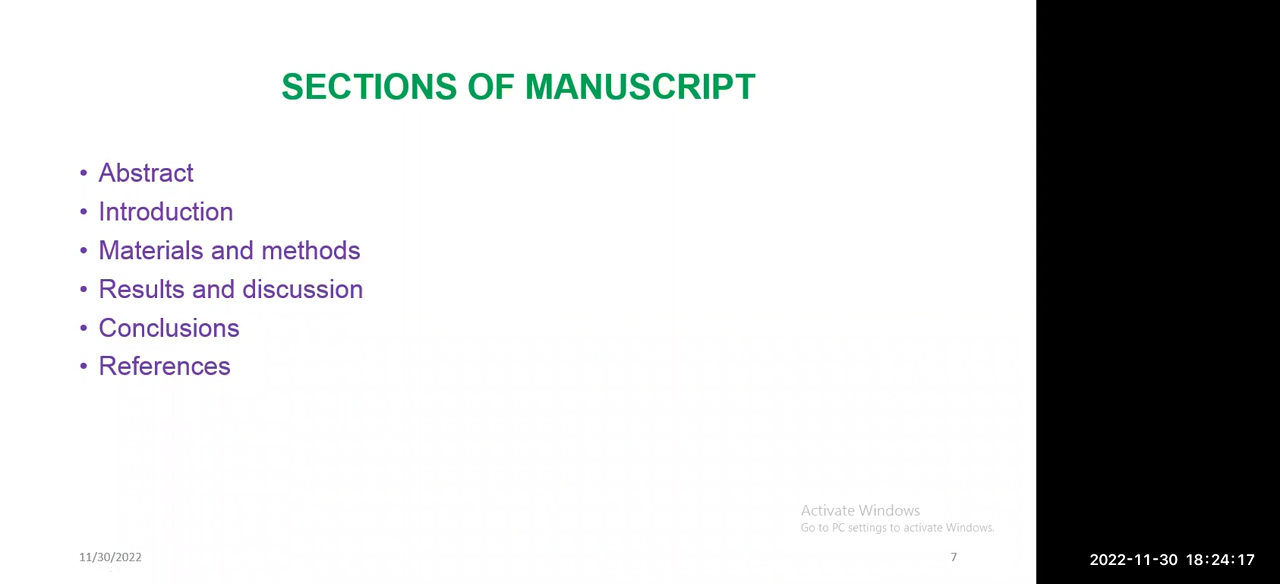 SECTIONS OF MANUSCRIPT
• Abstract
• Introduction
• Materials and methods
• Results and discussion
• Conclusions
• References
Activate Windows
Go to PC settings to activate Windows.
11/30/2022
7
2022-11-30 18:24:17